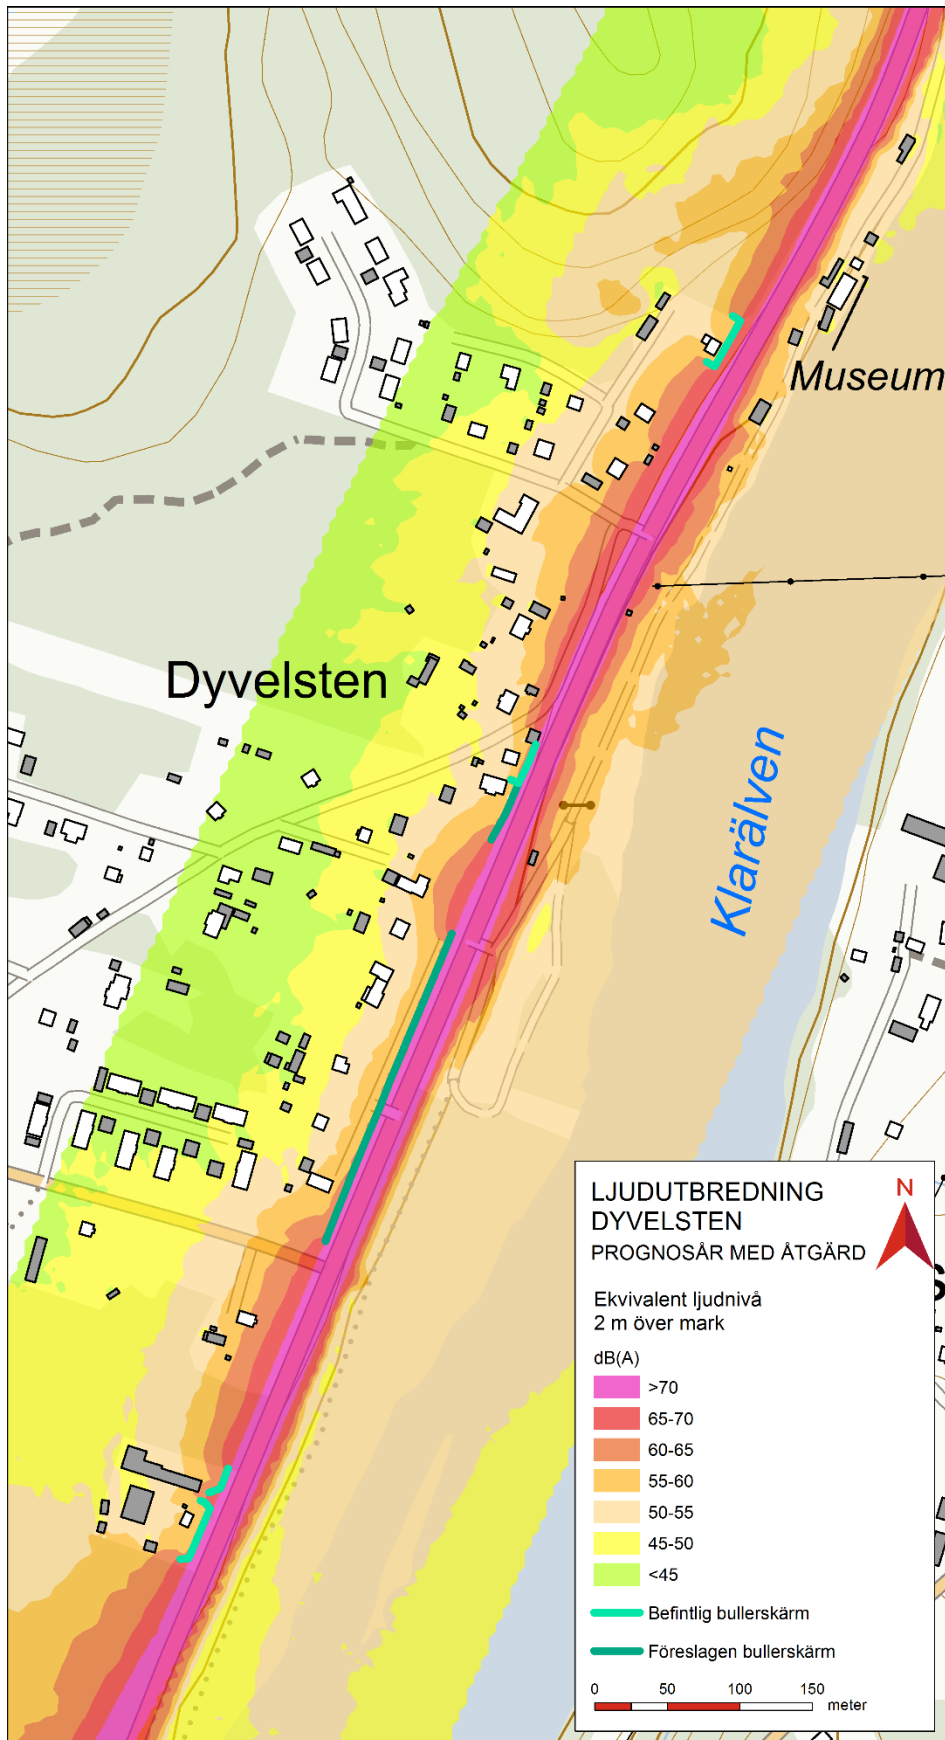 Museum
Dyvelsten
Klarälven
LJUDUTBREDNING
DYVELSTEN
PROGNOSÅR MED ÅTGÄRD
N
Ekvivalent ljudnivå
2 m över mark
dB(A)
>70
65-70
60-65
55-60
50-55
45-50
<45
Befintlig bullerskärm
Föreslagen bullerskärm
0 50 100 150
meter